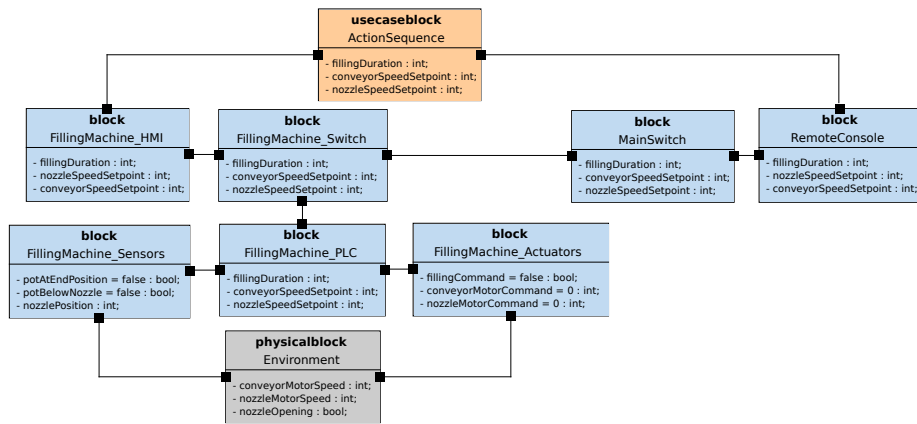 usecaseblock
ActionSequence
- fillingDuration : int;
- conveyorSpeedSetpoint : int;
- nozzleSpeedSetpoint : int;
block
FillingMachine_HMI
- fillingDuration : int;
- nozzleSpeedSetpoint : int;
- conveyorSpeedSetpoint : int;
block
FillingMachine_Switch
- fillingDuration : int;
- conveyorSpeedSetpoint : int;
- nozzleSpeedSetpoint : int;
block
MainSwitch
- fillingDuration : int;
- conveyorSpeedSetpoint : int;
- nozzleSpeedSetpoint : int;
block
RemoteConsole
- fillingDuration : int;
- nozzleSpeedSetpoint : int;
- conveyorSpeedSetpoint : int;
block
FillingMachine_Sensors
- potAtEndPosition = false : bool;
- potBelowNozzle = false : bool;
- nozzlePosition : int;
block
FillingMachine_PLC
- fillingDuration : int;
- conveyorSpeedSetpoint : int;
- nozzleSpeedSetpoint : int;
block
FillingMachine_Actuators
- fillingCommand = false : bool;
- conveyorMotorCommand = 0 : int;
- nozzleMotorCommand = 0 : int;
physicalblock
Environment
- conveyorMotorSpeed : int;
- nozzleMotorSpeed : int;
- nozzleOpening : bool;